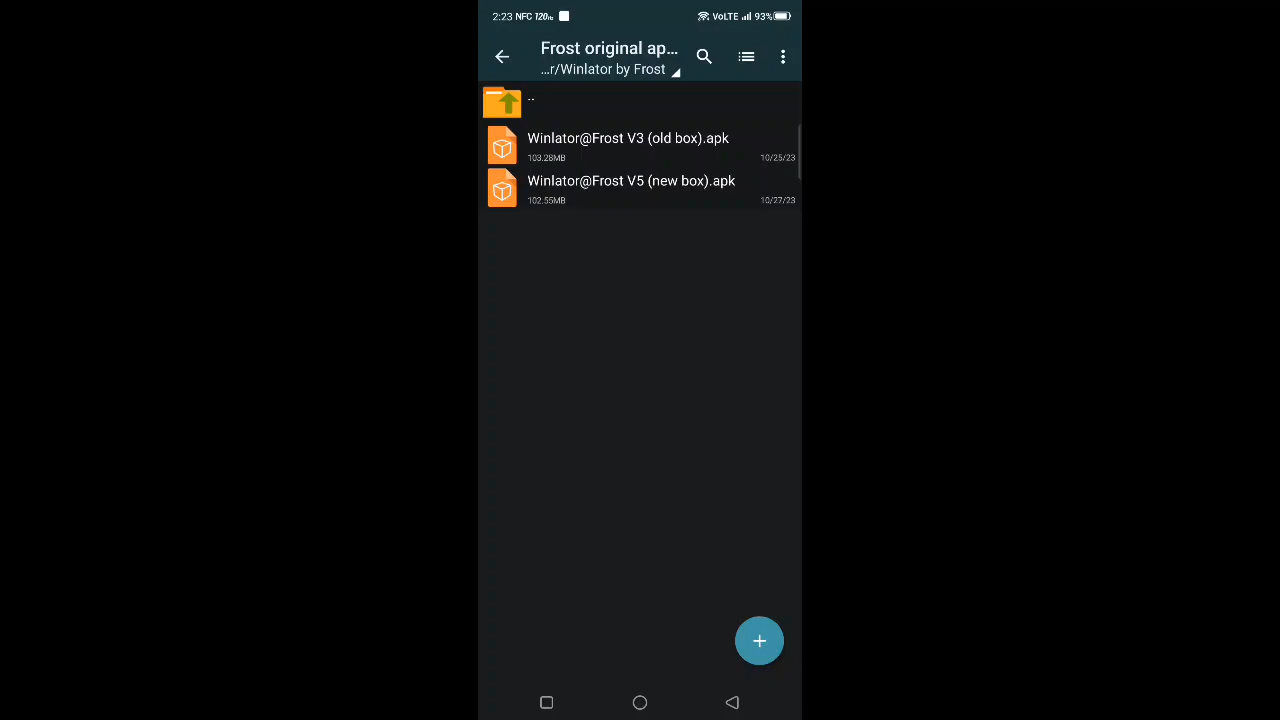 2:23 NFC 120Hz VoLTE 93%
Frost original ap...
...r/Winlator by Frost
..
Winlator@Frost V3 (old box).apk
103.28MB 10/25/23
Winlator@Frost V5 (new box).apk
102.55MB 10/27/23